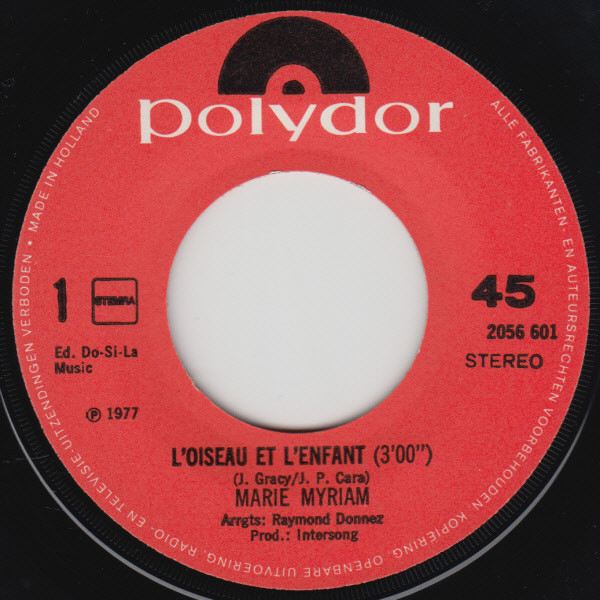 polydor
ALLE FABRIKANTEN- EN AUTEURSRECHTEN VOORBEHOUDEN. KOPIËRING, OPENBARE UITVOERING, RADIO- EN TELEVISIE-UITZENDINGEN VERBODEN • MADE IN HOLLAND
1
STEMRA
45
2056 601
STEREO
Ed. Do-Si-La
Music
℗ 1977
L'OISEAU ET L'ENFANT (3'00")
(J. Gracy/J. P. Cara)
MARIE MYRIAM
Arrgts: Raymond Donnez
Prod.: Intersong